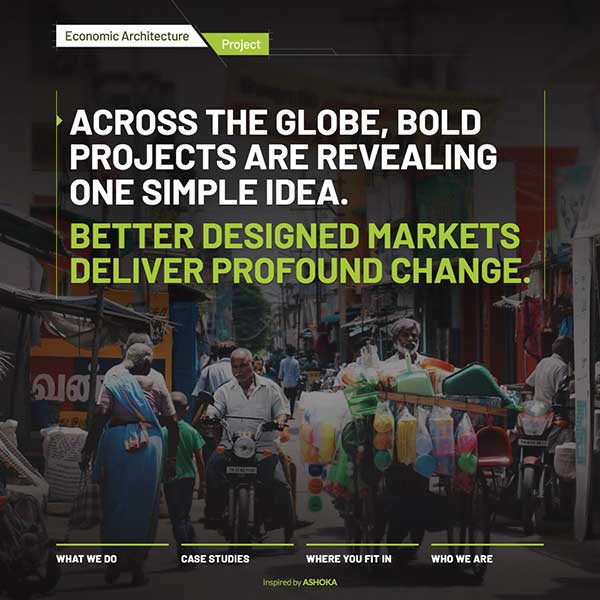 Economic Architecture
Project
ACROSS THE GLOBE, BOLD
PROJECTS ARE REVEALING
ONE SIMPLE IDEA.
BETTER DESIGNED MARKETS
DELIVER PROFOUND CHANGE.
WHAT WE DO
CASE STUDIES
WHERE YOU FIT IN
WHO WE ARE
Inspired by ASHOKA